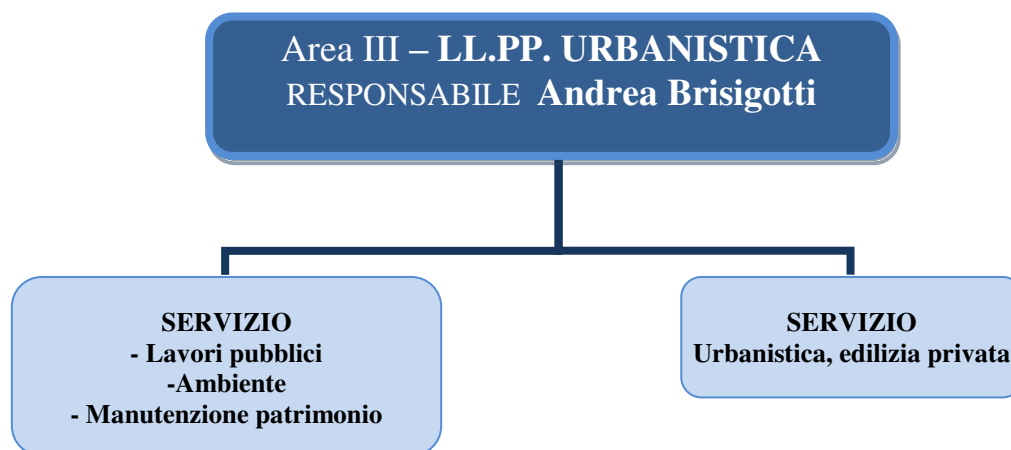 Area III – LL.PP. URBANISTICA
RESPONSABILE Andrea Brisigotti
SERVIZIO
- Lavori pubblici
-Ambiente
- Manutenzione patrimonio
SERVIZIO
Urbanistica, edilizia privata